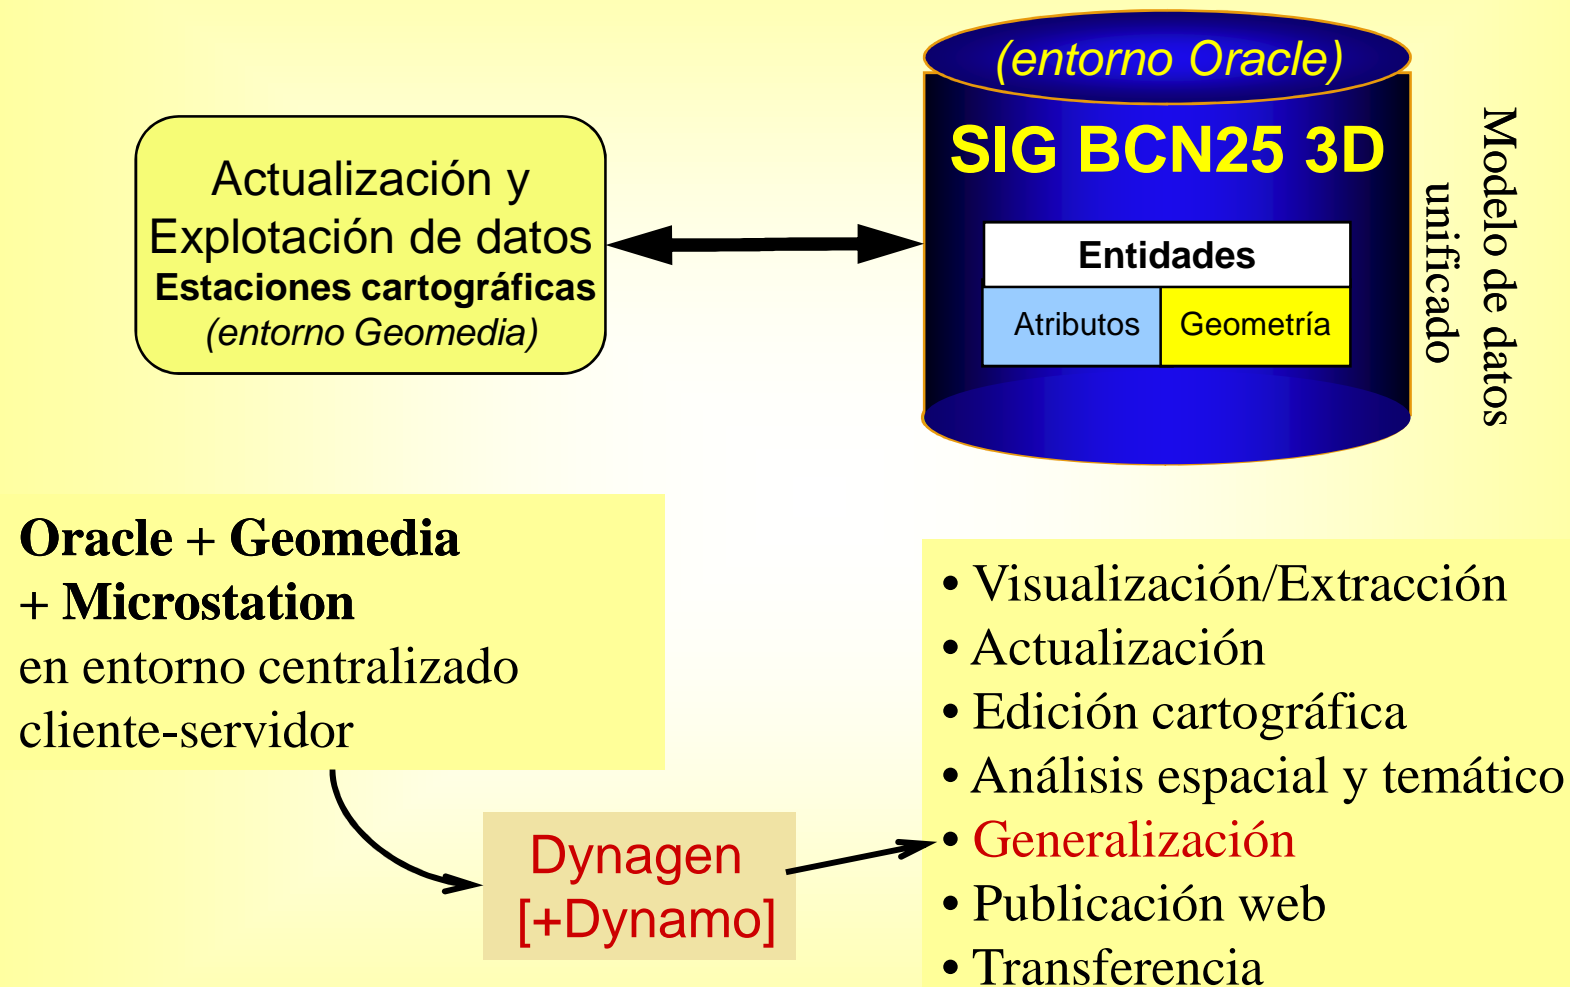 (entorno Oracle)
SIG BCN25 3D
Entidades
Atributos
Geometría
Modelo de datos
unificado
Actualización y
Explotación de datos
Estaciones cartográficas
(entorno Geomedia)
Oracle + Geomedia
+ Microstation
en entorno centralizado
cliente-servidor
Dynagen
[+Dynamo]
• Visualización/Extracción
• Actualización
• Edición cartográfica
• Análisis espacial y temático
• Generalización
• Publicación web
• Transferencia